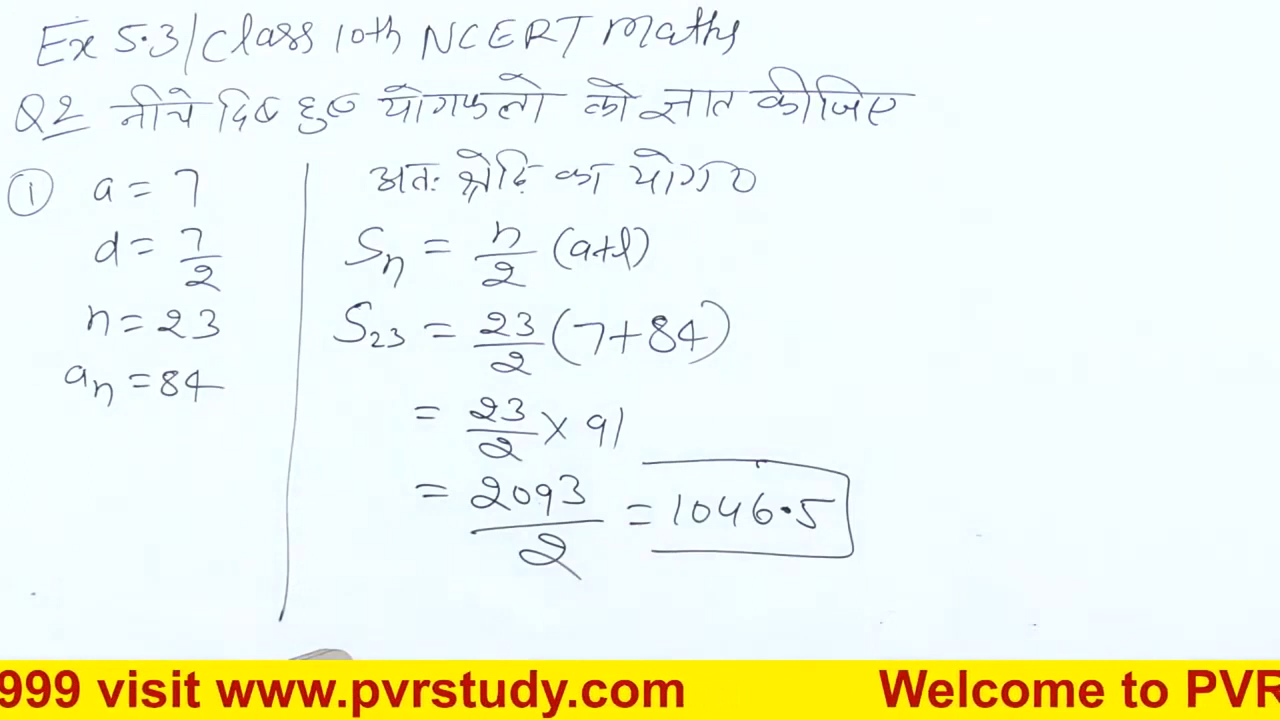 Ex 5.3/Class 10th NCERT Maths
Q2 नीचे दिए हुए योगफलो को ज्ञात कीजिए
① a = 7
d = 7/2
n = 23
an = 84
अतः श्रेढि का योग
Sn = n/2 (a+l)
S23 = 23/2 (7+84)
= 23/2 × 91
= 2093/2 = 1046.5
999 visit www.pvrstudy.com Welcome to PVR